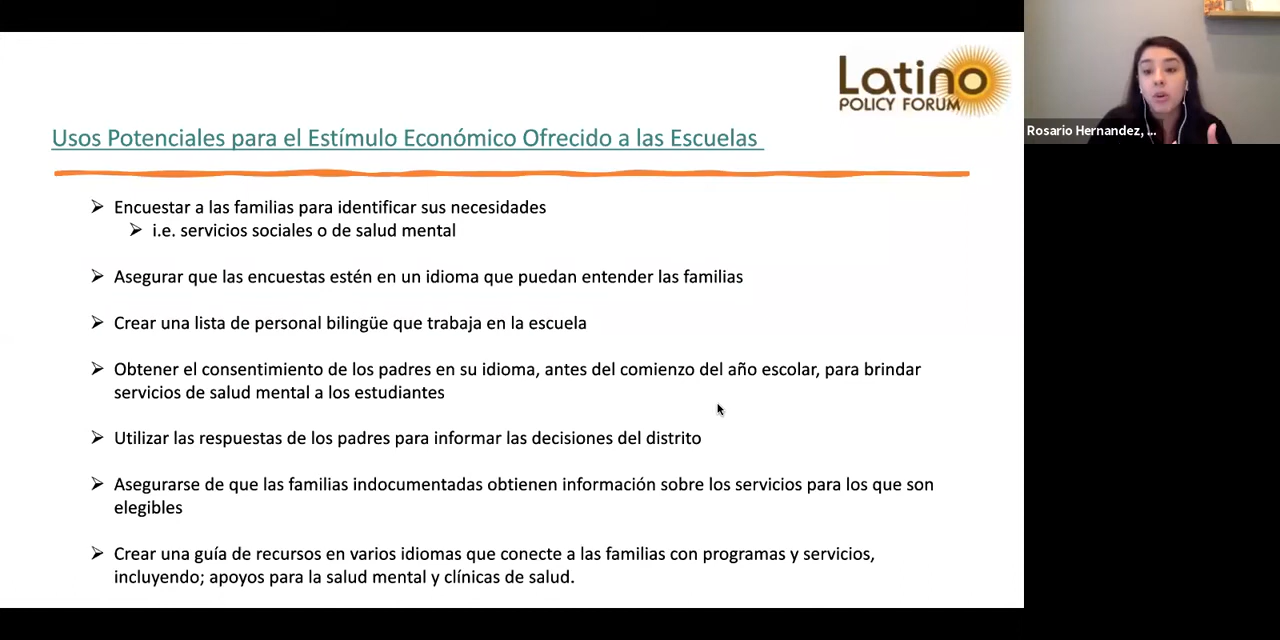 Latino
POLICY FORUM
Rosario Hernandez, ...
Usos Potenciales para el Estímulo Económico Ofrecido a las Escuelas
➢ Encuestar a las familias para identificar sus necesidades
➢ i.e. servicios sociales o de salud mental
➢ Asegurar que las encuestas estén en un idioma que puedan entender las familias
➢ Crear una lista de personal bilingüe que trabaja en la escuela
➢ Obtener el consentimiento de los padres en su idioma, antes del comienzo del año escolar, para brindar
servicios de salud mental a los estudiantes
➢ Utilizar las respuestas de los padres para informar las decisiones del distrito
➢ Asegurarse de que las familias indocumentadas obtienen información sobre los servicios para los que son
elegibles
➢ Crear una guía de recursos en varios idiomas que conecte a las familias con programas y servicios,
incluyendo; apoyos para la salud mental y clínicas de salud.